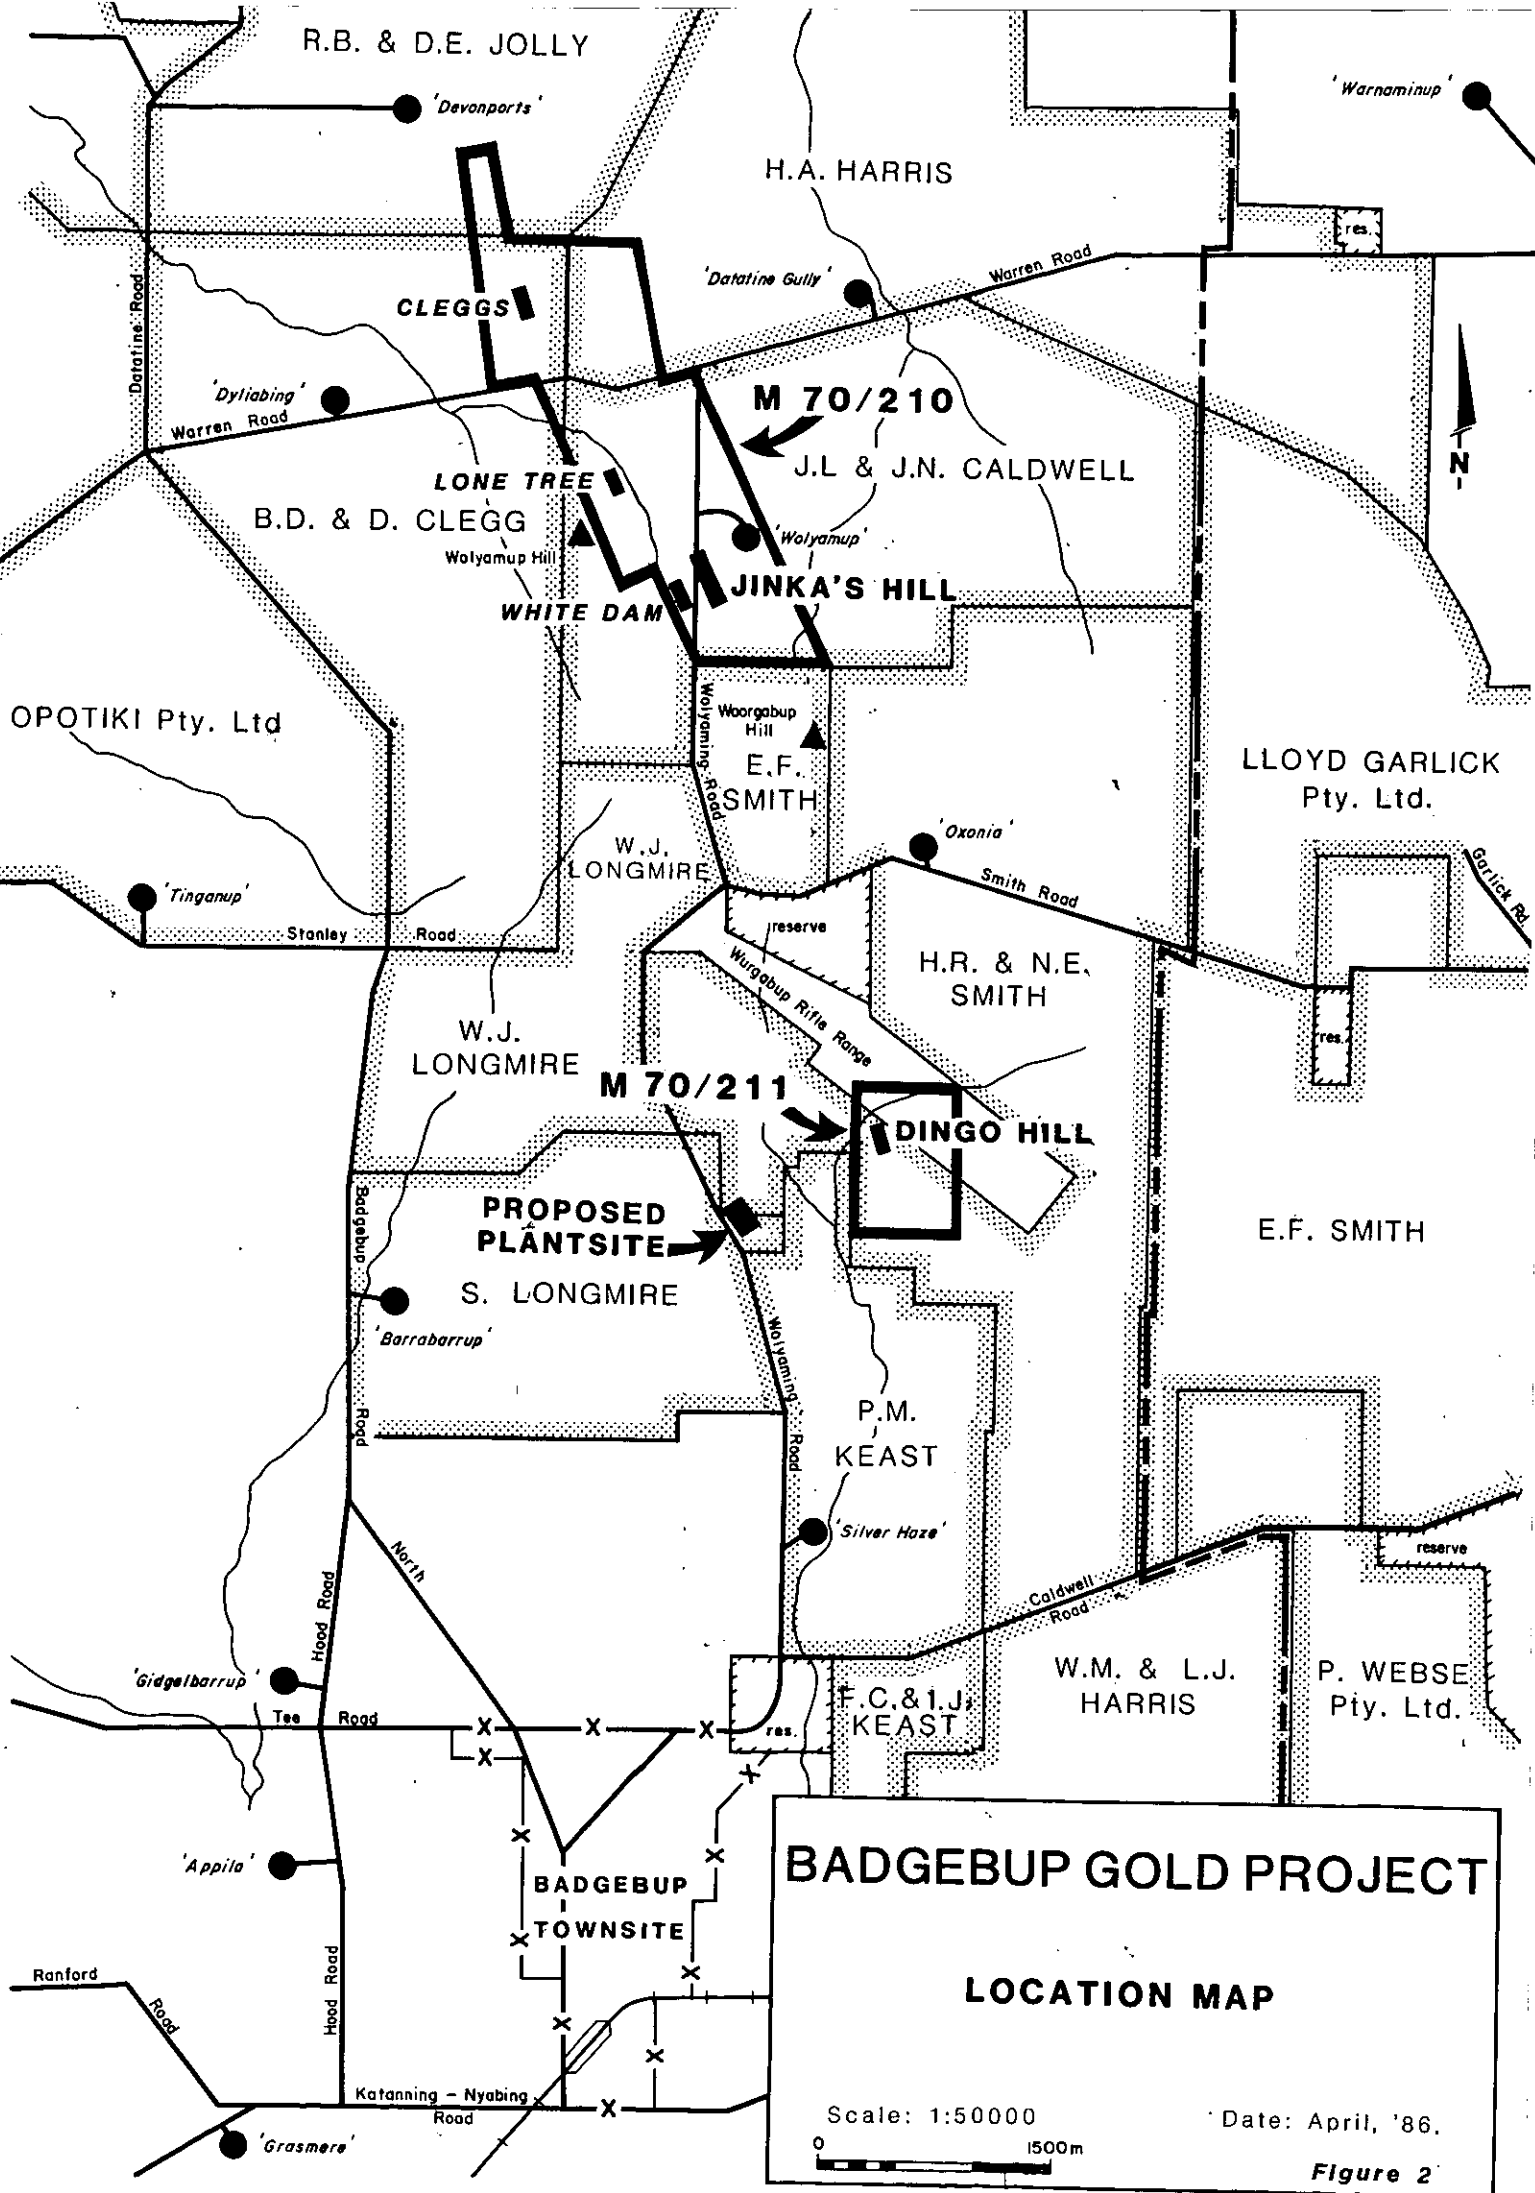 R.B. & D.E. JOLLY
'Devonports'
'Warnaminup'
H.A. HARRIS
res.
Warren Road
'Datatine Gully'
CLEGGS
Datatine Road
'Dyliabing'
Warren Road
M 70/210
N
LONE TREE
J.L & J.N. CALDWELL
B.D. & D. CLEGG
'Wolyamup'
Wolyamup Hill
JINKA'S HILL
WHITE DAM
OPOTIKI Pty. Ltd
Wolyaming Road
Woorgabup
Hill
E.F.
SMITH
LLOYD GARLICK
Pty. Ltd.
'Oxonia'
W.J.
LONGMIRE
Garlick Rd
Smith Road
'Tinganup'
Stanley Road
reserve
Wurgabup Rifle Range
H.R. & N.E.
SMITH
W.J.
LONGMIRE
res.
M 70/211
DINGO HILL
PROPOSED
PLANTSITE
Badgebup Road
E.F. SMITH
S. LONGMIRE
'Barrabarrup'
Wolyaming Road
P.M.
KEAST
'Silver Haze'
North
reserve
Hood Road
Caldwell
Road
'Gidgelbarrup'
W.M. & L.J.
HARRIS
P. WEBSE
Pty. Ltd.
F.C.& I.J.
KEAST
Tee Road
X X X
res.
X
X
X
X
'Appila'
BADGEBUP
TOWNSITE
X
X
Ranford
Road
Hood Road
X
X
Katanning - Nyabing
Road
X
'Grasmere'
BADGEBUP GOLD PROJECT
LOCATION MAP
Scale: 1:50000
Date: April, '86.
0 1500m
Figure 2